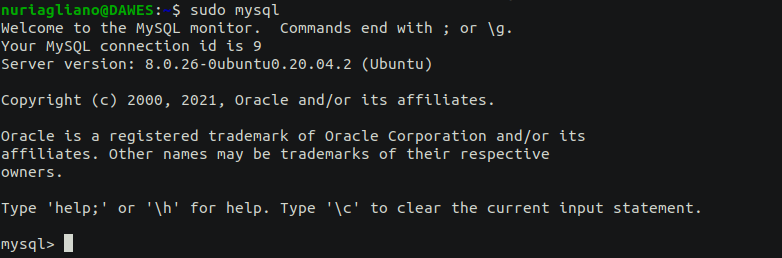 nuriagliano@DAWES:~$ sudo mysql
Welcome to the MySQL monitor.  Commands end with ; or \g.
Your MySQL connection id is 9
Server version: 8.0.26-0ubuntu0.20.04.2 (Ubuntu)
Copyright (c) 2000, 2021, Oracle and/or its affiliates.
Oracle is a registered trademark of Oracle Corporation and/or its
affiliates. Other names may be trademarks of their respective
owners.
Type 'help;' or '\h' for help. Type '\c' to clear the current input statement.
mysql>